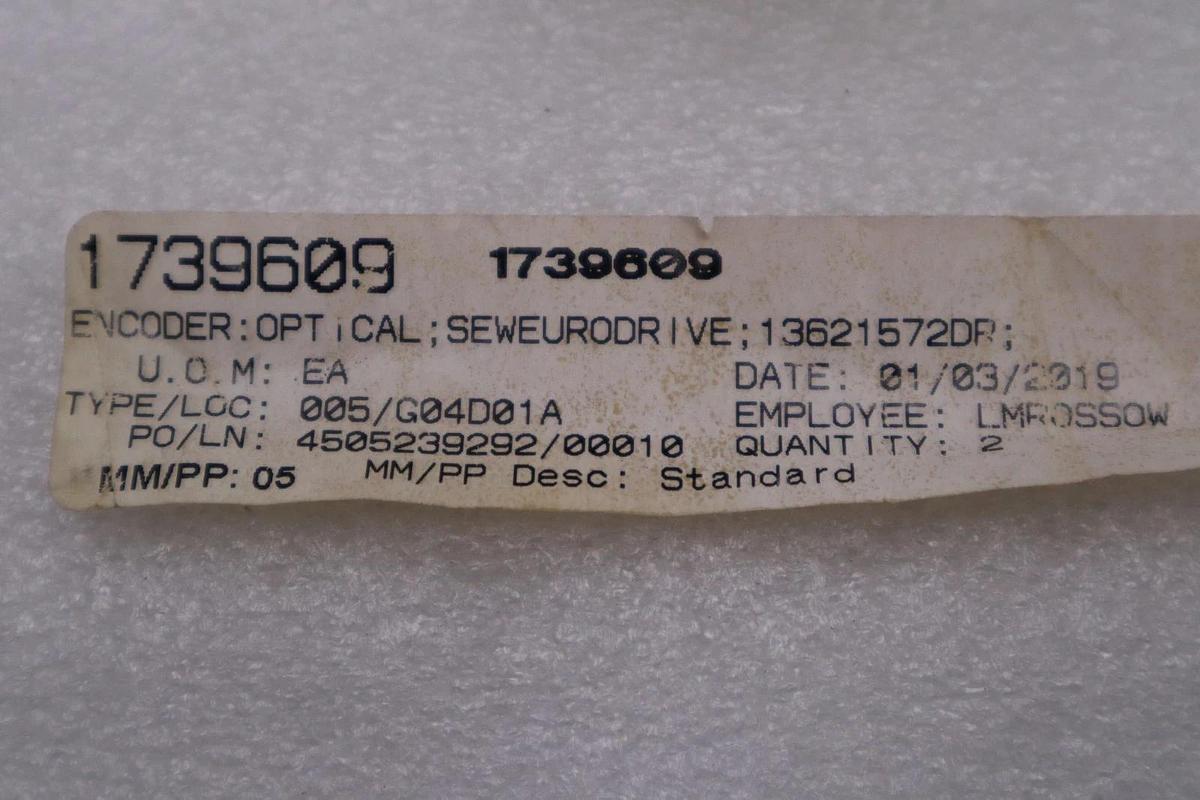 1739609 1739609
ENCODER:OPTICAL;SEWEURODRIVE;13621572DR;
U.O.M: EA DATE: 01/03/2019
TYPE/LOC: 005/G04D01A EMPLOYEE: LMROSSOW
PO/LN: 4505239292/00010 QUANTITY: 2
MM/PP: 05 MM/PP Desc: Standard